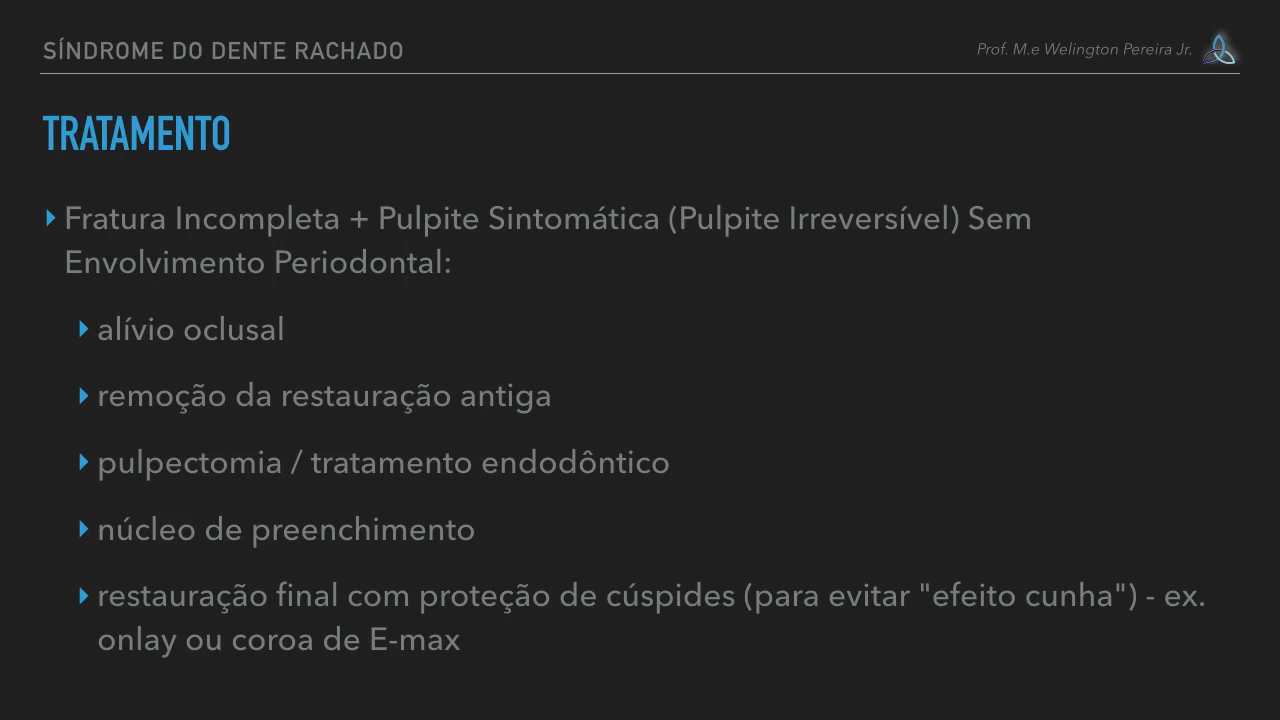 SÍNDROME DO DENTE RACHADO
Prof. M.e Welington Pereira Jr.
TRATAMENTO
Fratura Incompleta + Pulpite Sintomática (Pulpite Irreversível) Sem
Envolvimento Periodontal:
alívio oclusal
remoção da restauração antiga
pulpectomia / tratamento endodôntico
núcleo de preenchimento
restauração final com proteção de cúspides (para evitar "efeito cunha") - ex.
onlay ou coroa de E-max